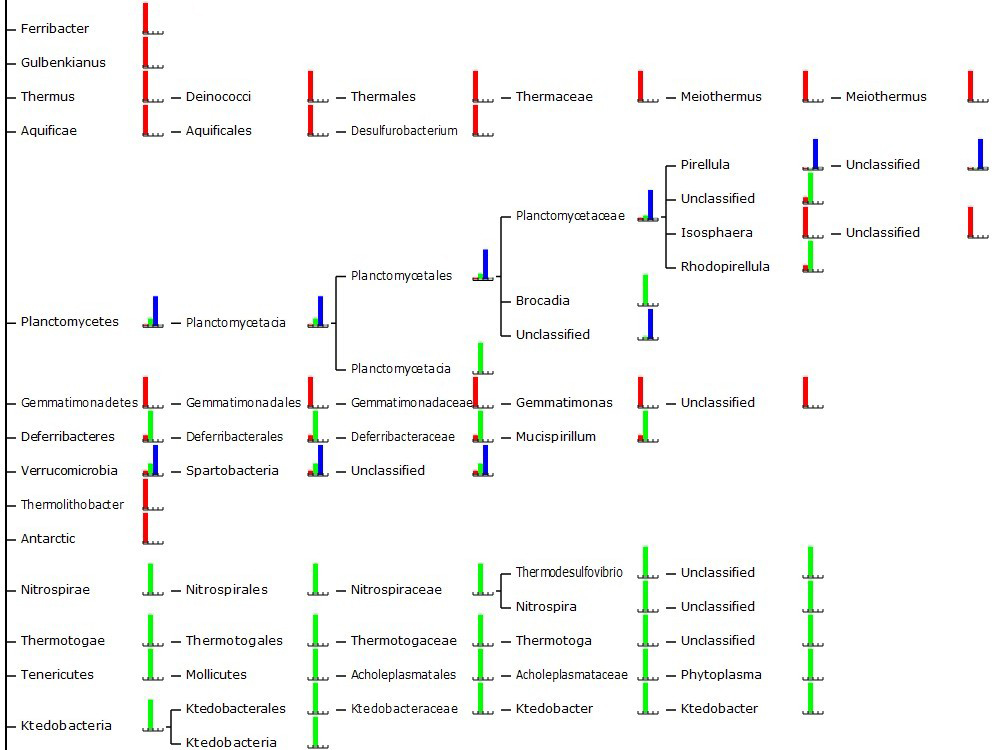 Ferribacter
Gulbenkianus
Thermus Deinococci Thermales Thermaceae Meiothermus Meiothermus
Aquificae Aquificales Desulfurobacterium
Pirellula Unclassified
Unclassified
Planctomycetaceae
Isosphaera Unclassified
Rhodopirellula
Planctomycetales
Brocadia
Planctomycetes Planctomycetacia
Unclassified
Planctomycetacia
Gemmatimonadetes Gemmatimonadales Gemmatimonadaceae Gemmatimonas Unclassified
Deferribacteres Deferribacterales Deferribacteraceae Mucispirillum
Verrucomicrobia Spartobacteria Unclassified
Thermolithobacter
Antarctic
Thermodesulfovibrio Unclassified
Nitrospirae Nitrospirales Nitrospiraceae
Nitrospira Unclassified
Thermotogae Thermotogales Thermotogaceae Thermotoga Unclassified
Tenericutes Mollicutes Acholeplasmatales Acholeplasmataceae Phytoplasma
Ktedobacterales Ktedobacteraceae Ktedobacter Ktedobacter
Ktedobacteria
Ktedobacteria